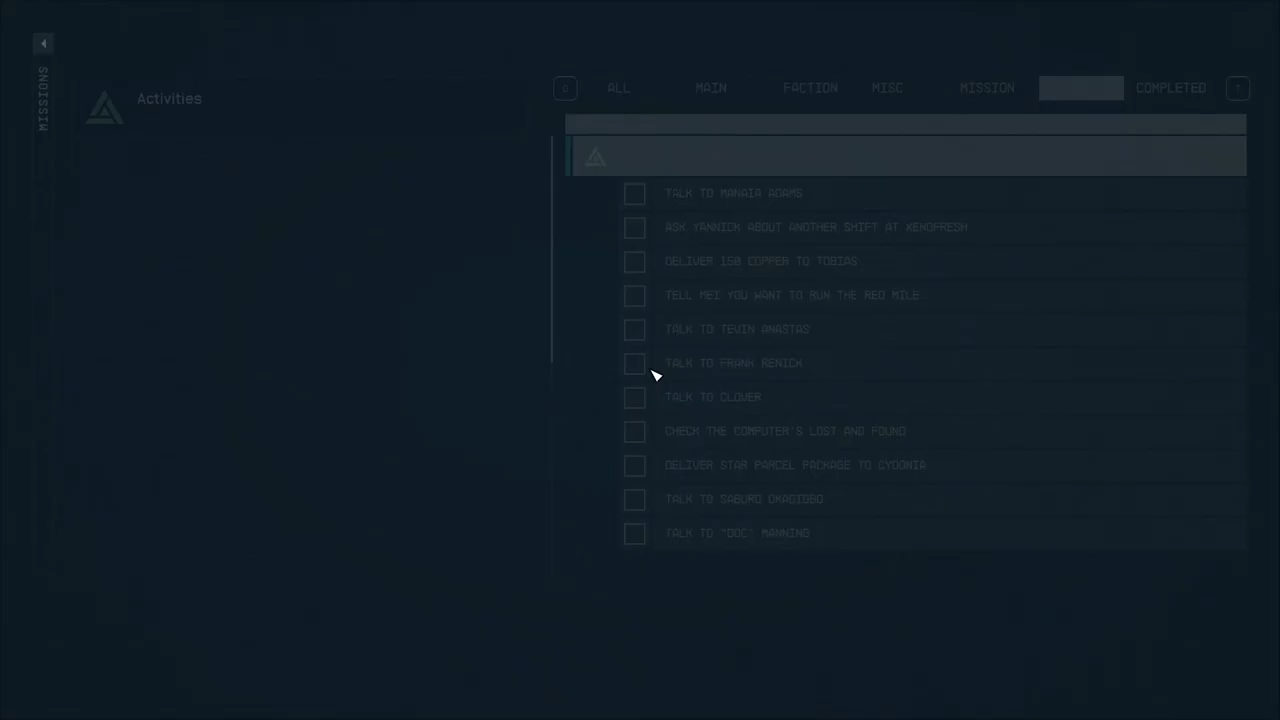 MISSIONS
Activities
ALL MAIN FACTION MISC MISSION COMPLETED
TALK TO MANAIA ADAMS
ASK YANNICK ABOUT ANOTHER SHIFT AT KENOFRESH
DELIVER 150 COPPER TO TOBIAS
TELL MEI YOU WANT TO RUN THE RED MILE
TALK TO TEVIN ANASTAS
TALK TO FRANK RENICK
TALK TO CLOVER
CHECK THE COMPUTER'S LOST AND FOUND
DELIVER STAR PARCEL PACKAGE TO CYDONIA
TALK TO SABURO OKADIGBO
TALK TO "DOC" MANNING